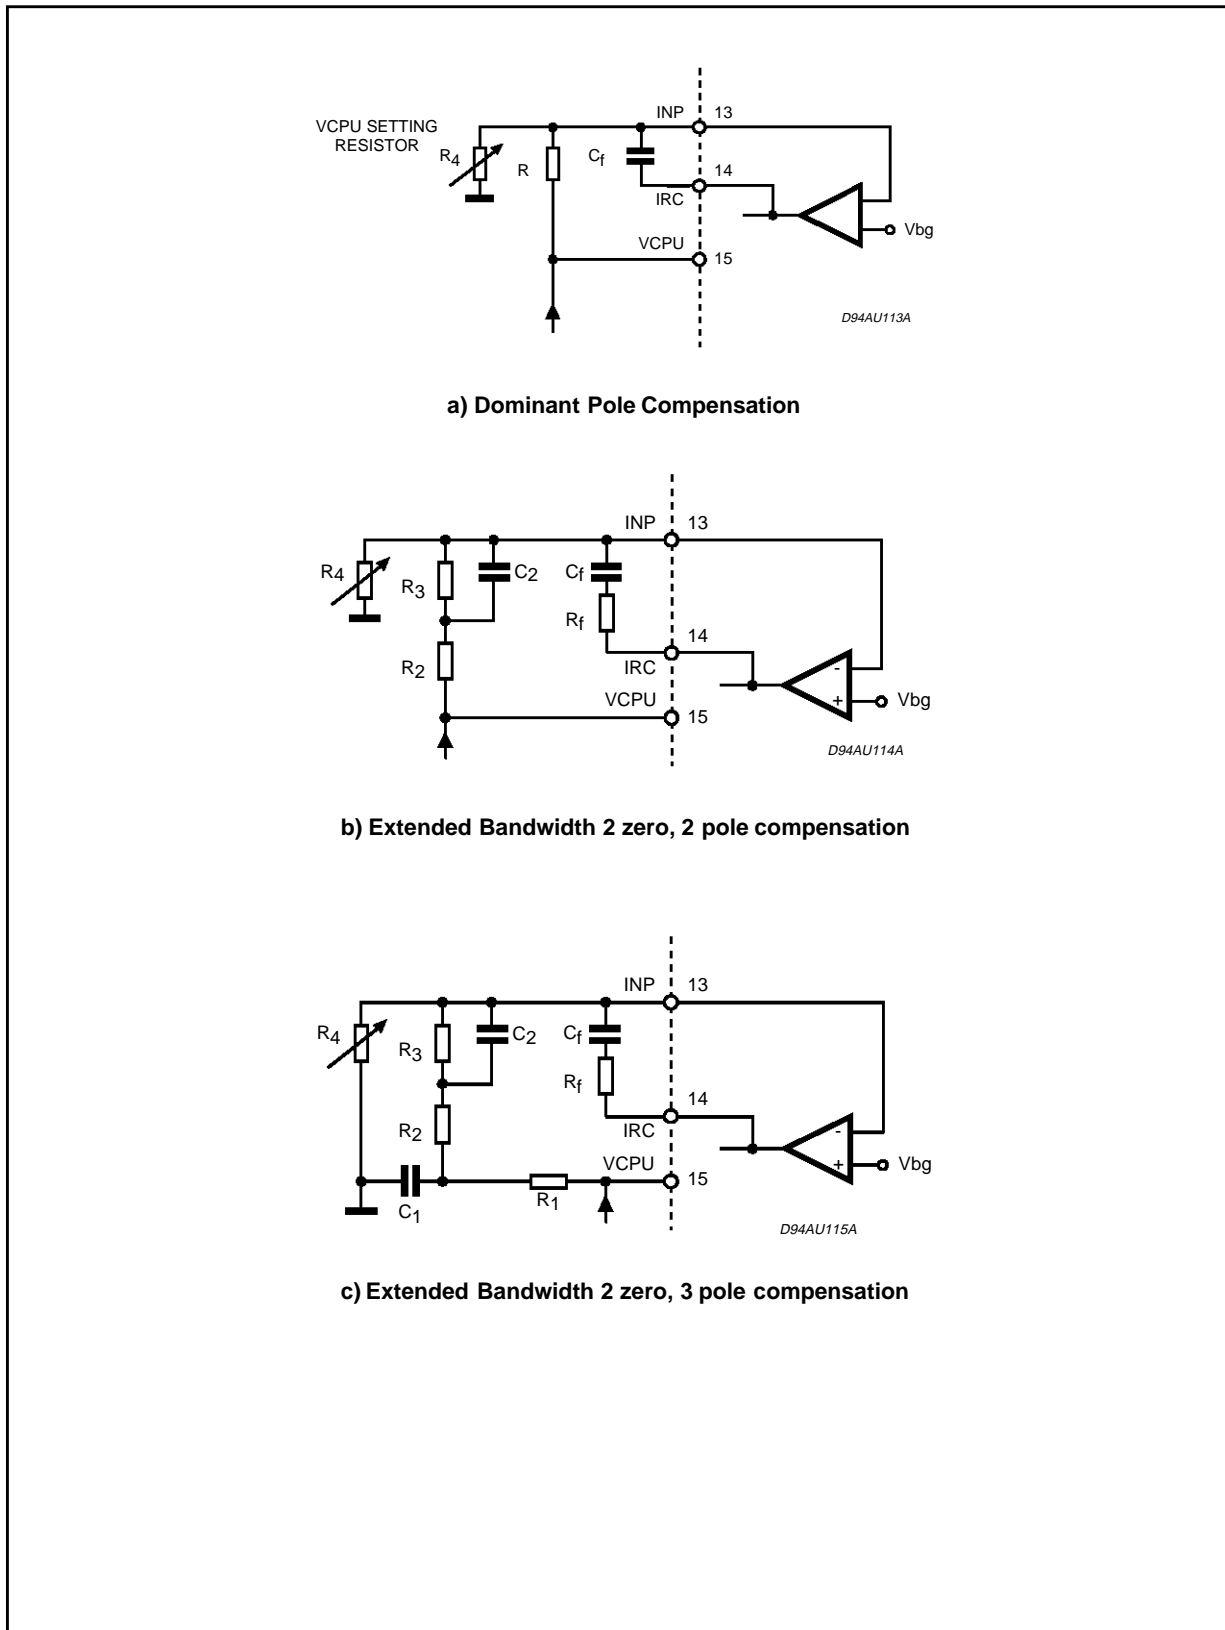 VCPU SETTING
RESISTOR
R4
R
Cf
INP
13
14
IRC
VCPU
15
Vbg
D94AU113A
a) Dominant Pole Compensation
INP
13
R4
R3
C2
Cf
Rf
14
R2
IRC
VCPU
15
-
+
Vbg
D94AU114A
b) Extended Bandwidth 2 zero, 2 pole compensation
INP
13
R4
R3
C2
Cf
Rf
14
R2
IRC
VCPU
15
-
+
Vbg
C1
R1
D94AU115A
c) Extended Bandwidth 2 zero, 3 pole compensation